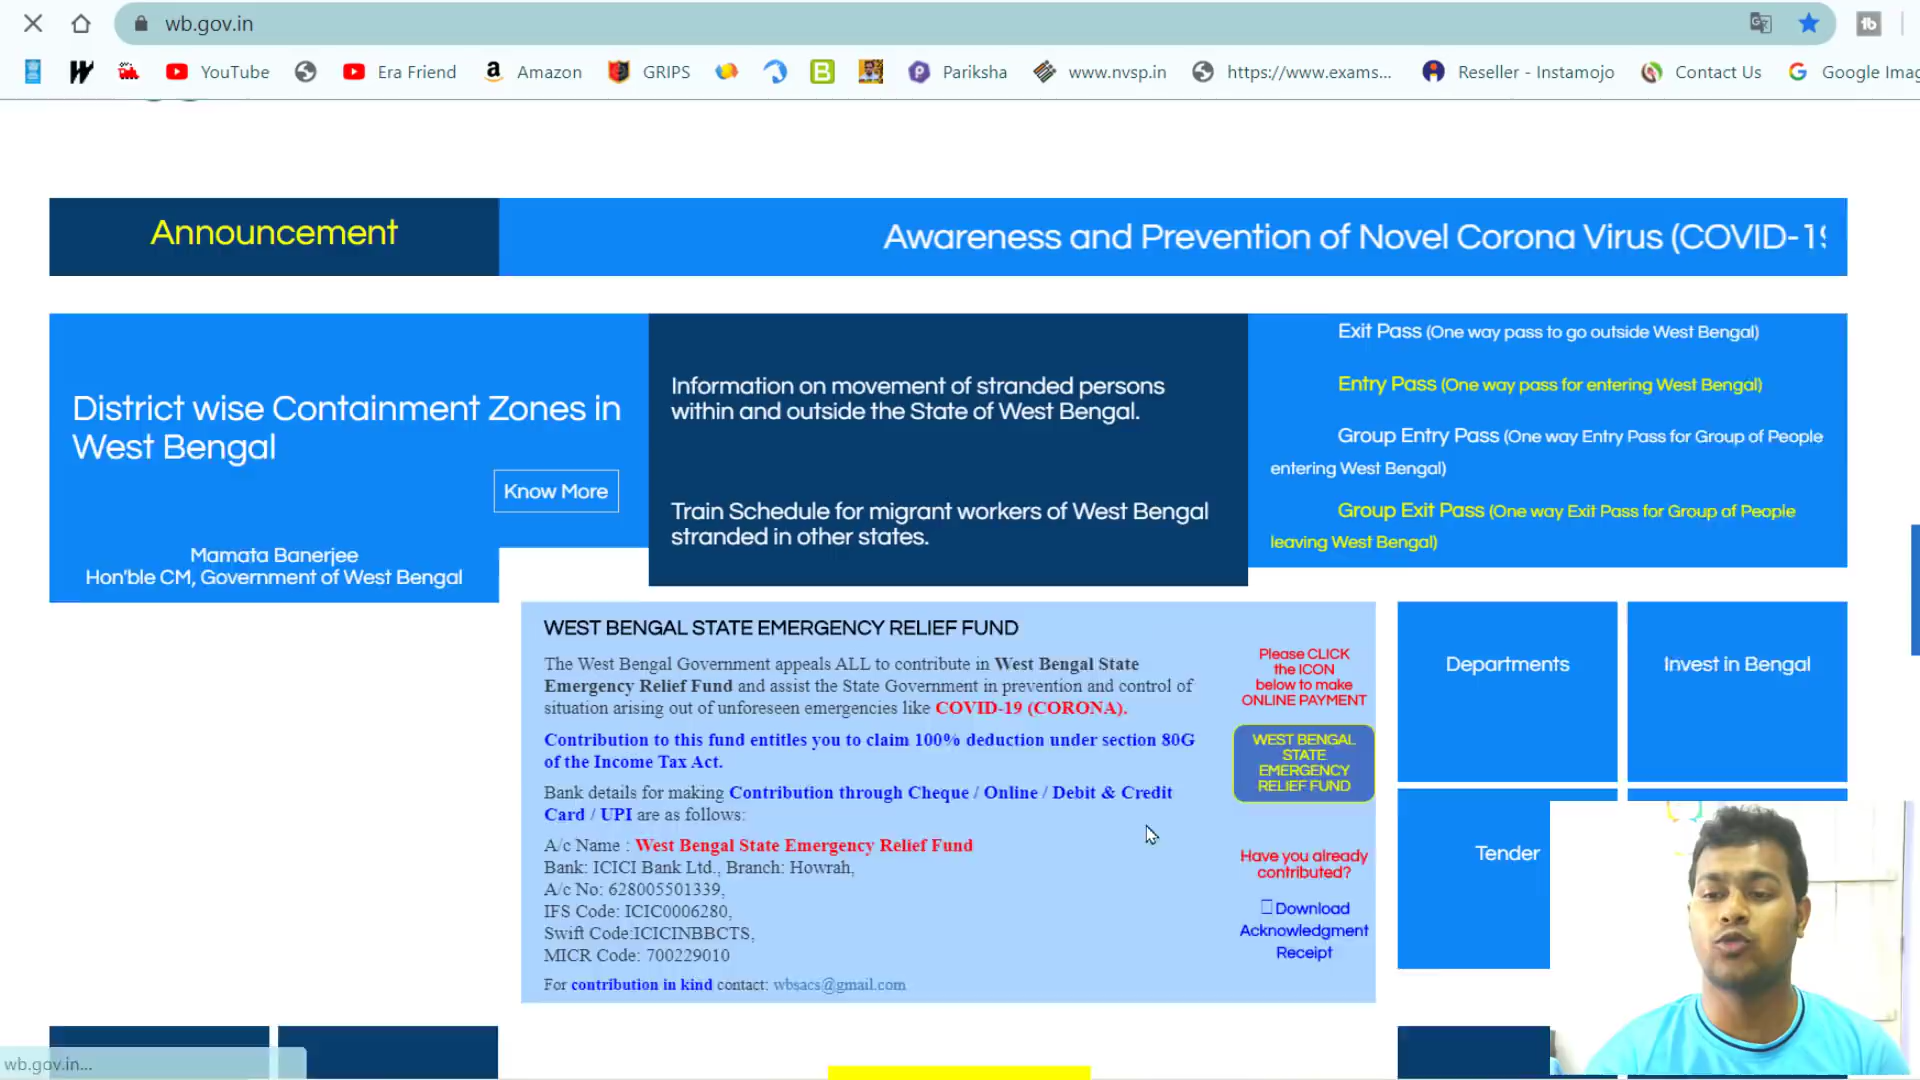 wb.gov.in
YouTube
Era Friend
Amazon
GRIPS
Pariksha
www.nvsp.in
https://www.exams...
Reseller - Instamojo
Contact Us
Google Imag
Announcement
Awareness and Prevention of Novel Corona Virus (COVID-19
District wise Containment Zones in
West Bengal
Know More
Mamata Banerjee
Hon'ble CM, Government of West Bengal
Information on movement of stranded persons
within and outside the State of West Bengal.
Train Schedule for migrant workers of West Bengal
stranded in other states.
Exit Pass (One way pass to go outside West Bengal)
Entry Pass (One way pass for entering West Bengal)
Group Entry Pass (One way Entry Pass for Group of People
entering West Bengal)
Group Exit Pass (One way Exit Pass for Group of People
leaving West Bengal)
WEST BENGAL STATE EMERGENCY RELIEF FUND
The West Bengal Government appeals ALL to contribute in West Bengal State
Emergency Relief Fund and assist the State Government in prevention and control of
situation arising out of unforeseen emergencies like COVID-19 (CORONA).
Contribution to this fund entitles you to claim 100% deduction under section 80G
of the Income Tax Act.
Bank details for making Contribution through Cheque / Online / Debit & Credit
Card / UPI are as follows:
A/c Name : West Bengal State Emergency Relief Fund
Bank: ICICI Bank Ltd., Branch: Howrah,
A/c No: 628005501339,
IFS Code: ICIC0006280,
Swift Code:ICICINBBCTS,
MICR Code: 700229010
For contribution in kind contact: wbsacs@gmail.com
Please CLICK
the ICON
below to make
ONLINE PAYMENT
WEST BENGAL
STATE
EMERGENCY
RELIEF FUND
Have you already
contributed?
Download
Acknowledgment
Receipt
Departments
Invest in Bengal
Tender
wb.gov.in...